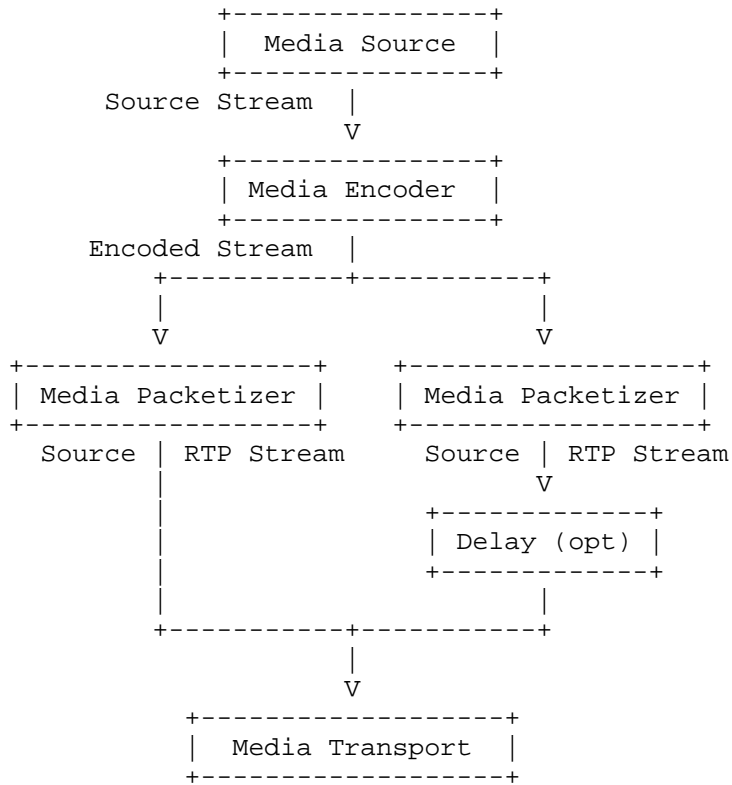 Media Source
Source Stream
Media Encoder
Encoded Stream
Media Packetizer Media Packetizer
Source RTP Stream Source RTP Stream
Delay (opt)
Media Transport